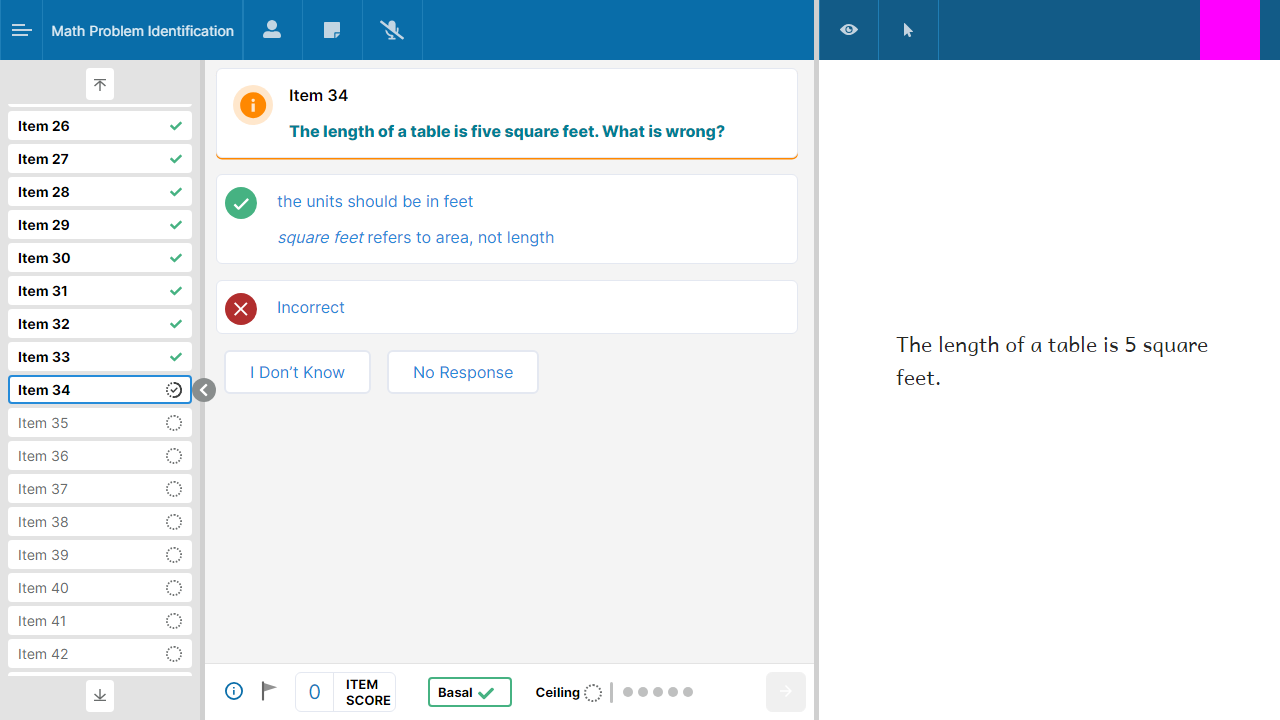 Math Problem Identification
Item 26
Item 27
Item 28
Item 29
Item 30
Item 31
Item 32
Item 33
Item 34
Item 35
Item 36
Item 37
Item 38
Item 39
Item 40
Item 41
Item 42
Item 34
The length of a table is five square feet. What is wrong?
the units should be in feet
square feet refers to area, not length
Incorrect
I Don’t Know
No Response
0 ITEM SCORE
Basal
Ceiling
The length of a table is 5 square
feet.